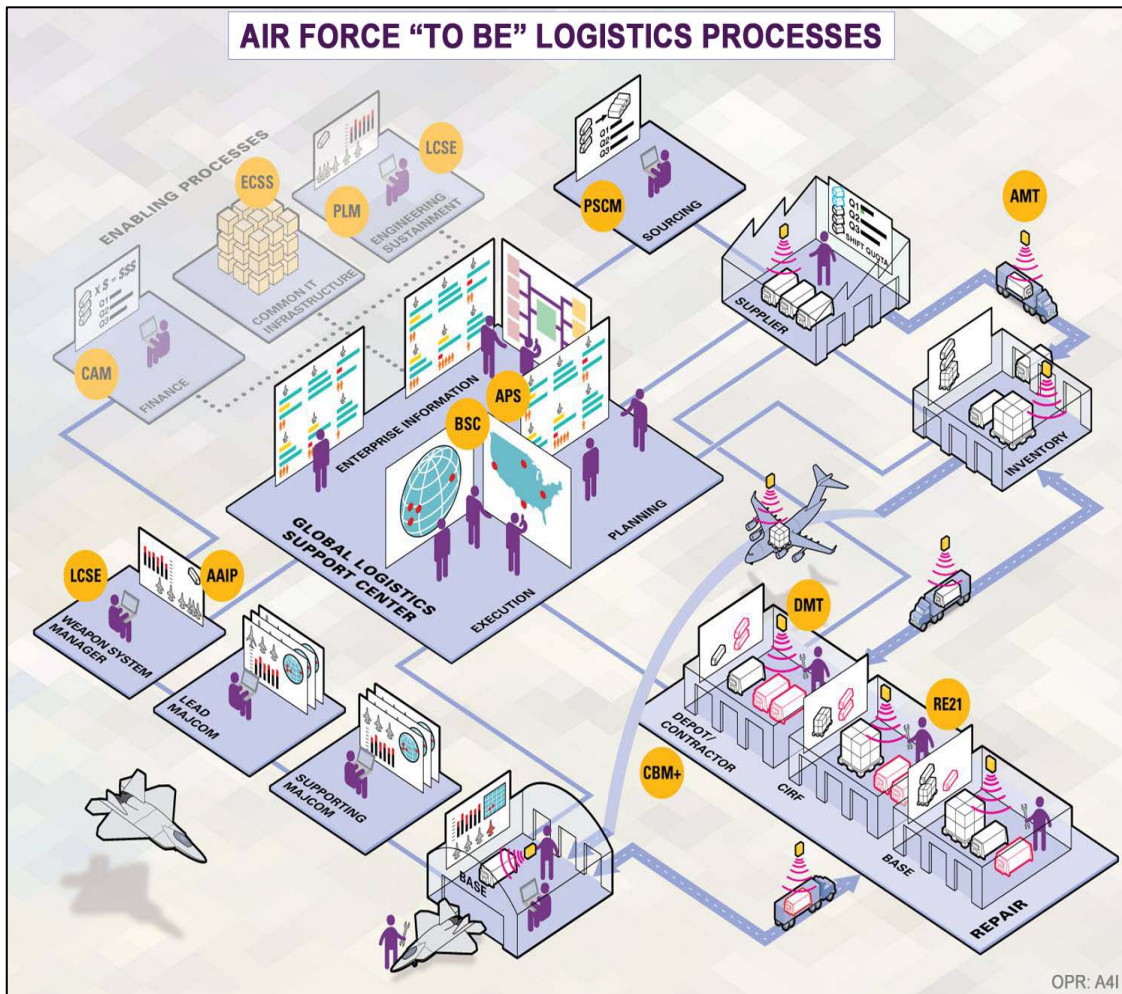 AIR FORCE “TO BE” LOGISTICS PROCESSES
ENABLING PROCESSES
ECSS
LCSE
PLM
ENGINEERING
SUSTAINMENT
COMMON IT
INFRASTRUCTURE
X $ = $$$
Q1
Q2
Q3
CAM
FINANCE
Q1
Q2
Q3
PSCM
SOURCING
Q1
Q2
Q3
SHIFT QUOTA
SUPPLIER
AMT
INVENTORY
ENTERPRISE INFORMATION
BSC
APS
PLANNING
GLOBAL LOGISTICS
SUPPORT CENTER
EXECUTION
LCSE
AAIP
WEAPON SYSTEM
MANAGER
LEAD
MAJCOM
SUPPORTING
MAJCOM
BASE
DMT
DEPOT/
CONTRACTOR
CBM+
RE21
CIRF
BASE
REPAIR
OPR: A4I